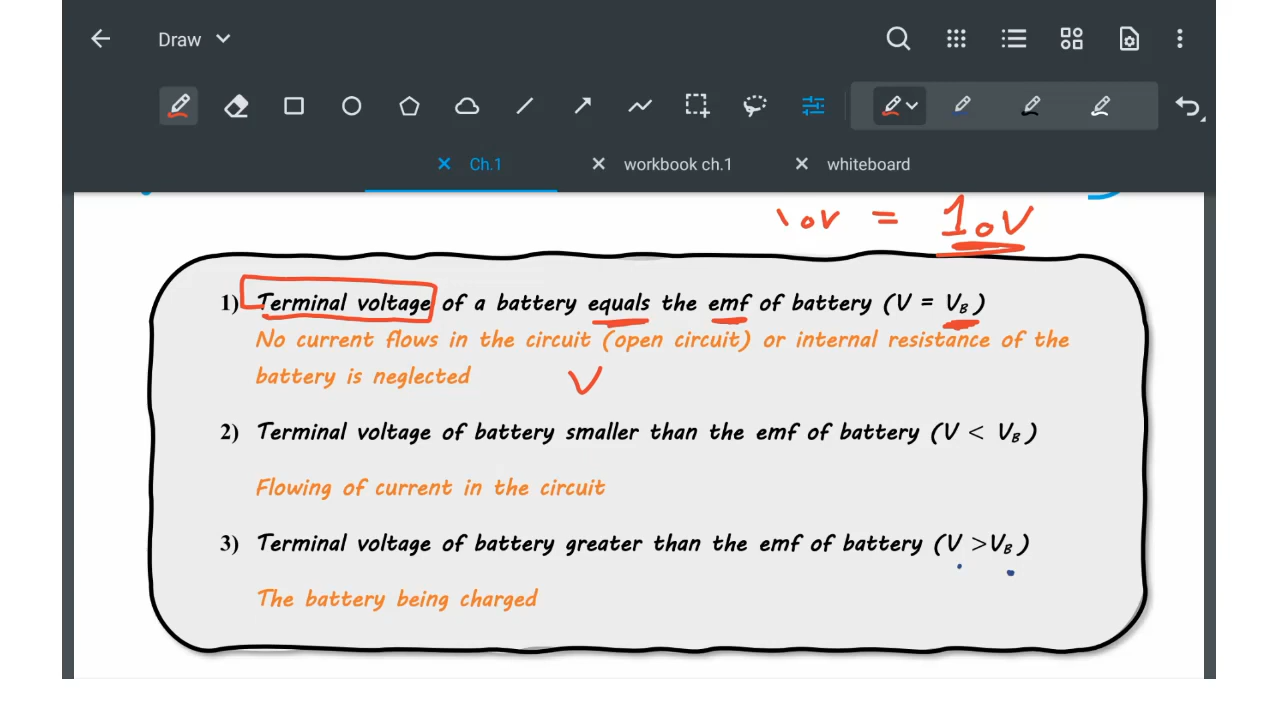 Draw
Ch.1
workbook ch.1
whiteboard
10V = 10V
1) Terminal voltage of a battery equals the emf of battery (V = VB)
No current flows in the circuit (open circuit) or internal resistance of the
battery is neglected
V
2) Terminal voltage of battery smaller than the emf of battery (V < VB)
Flowing of current in the circuit
3) Terminal voltage of battery greater than the emf of battery (V >VB)
The battery being charged